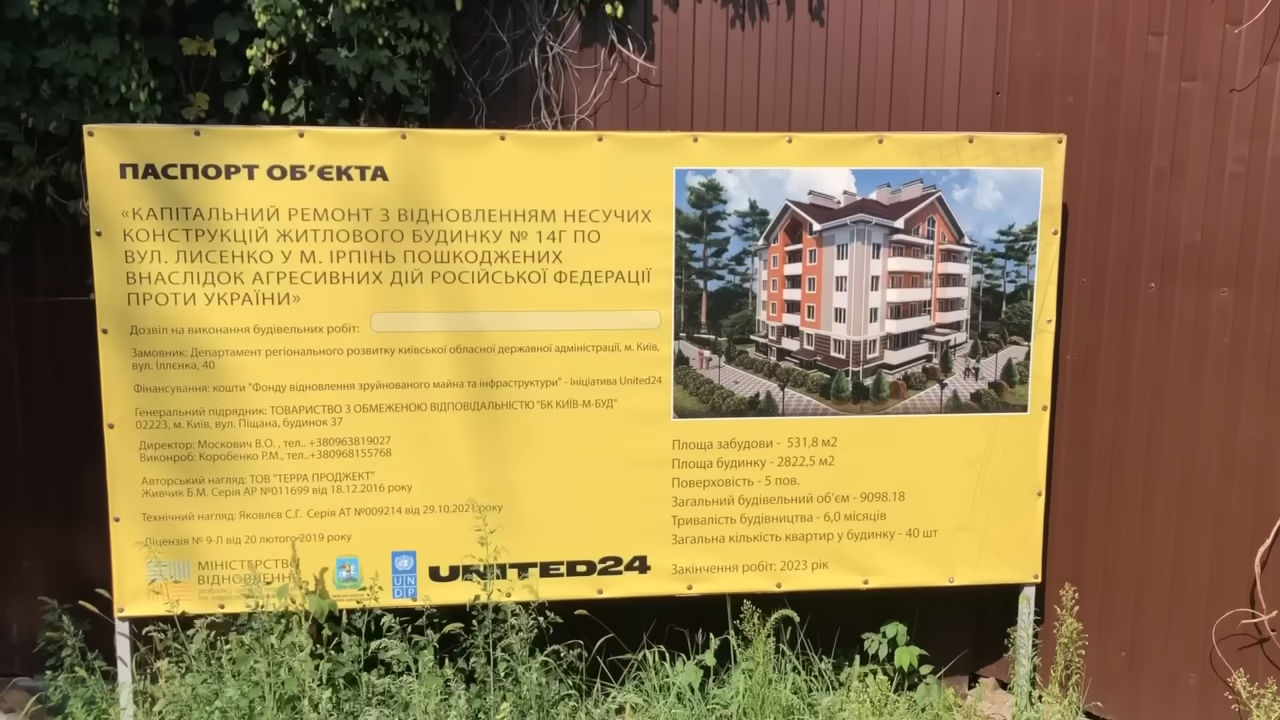 ПАСПОРТ ОБ’ЄКТА
«КАПІТАЛЬНИЙ РЕМОНТ З ВІДНОВЛЕННЯМ НЕСУЧИХ
КОНСТРУКЦІЙ ЖИТЛОВОГО БУДИНКУ № 14Г ПО
ВУЛ. ЛИСЕНКО У М. ІРПІНЬ ПОШКОДЖЕНИХ
ВНАСЛІДОК АГРЕСИВНИХ ДІЙ РОСІЙСЬКОЇ ФЕДЕРАЦІЇ
ПРОТИ УКРАЇНИ»
Дозвіл на виконання будівельних робіт:
Замовник: Департамент регіонального розвитку київської обласної державної адміністрації, м. Київ,
вул. Іллєнка, 40
Фінансування: кошти "Фонду відновлення зруйнованого майна та інфраструктури" - Ініціатива United24
Генеральний підрядник: ТОВАРИСТВО З ОБМЕЖЕНОЮ ВІДПОВІДАЛЬНІСТЮ "БК КИЇВ-М-БУД"
02223, м. Київ, вул. Піщана, будинок 37
Директор: Москович В.О. , тел.. +380963819027
Виконроб: Коробенко Р.М., тел..+380968155768
Авторський нагляд: ТОВ "ТЕРРА ПРОДЖЕКТ"
Живчик Б.М. Серія АР №011699 від 18.12.2016 року
Технічний нагляд: Яковлєв С.Г. Серія АТ №009214 від 29.10.2021 року
Ліцензія № 9-Л від 20 лютого 2019 року
МІНІСТЕРСТВО
ВІДНОВЛЕННЯ
UN
DP
UNITED24
Площа забудови - 531,8 м2
Площа будинку - 2822,5 м2
Поверховість - 5 пов.
Загальний будівельний об’єм - 9098.18
Тривалість будівництва - 6,0 місяців
Загальна кількість квартир у будинку - 40 шт
Закінчення робіт: 2023 рік